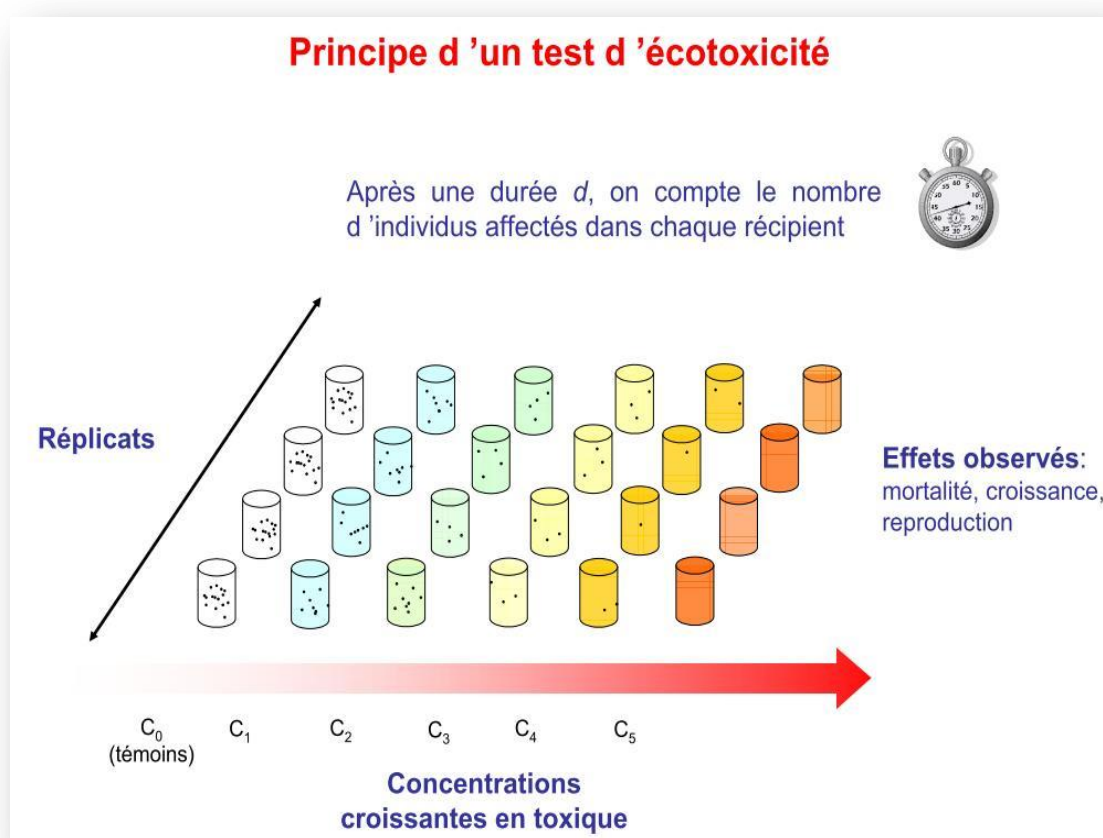 Principe d 'un test d 'écotoxicité
Après une durée d, on compte le nombre
d 'individus affectés dans chaque récipient
Réplicats
Effets observés:
mortalité, croissance,
reproduction
C0 C1 C2 C3 C4 C5
(témoins)
Concentrations
croissantes en toxique